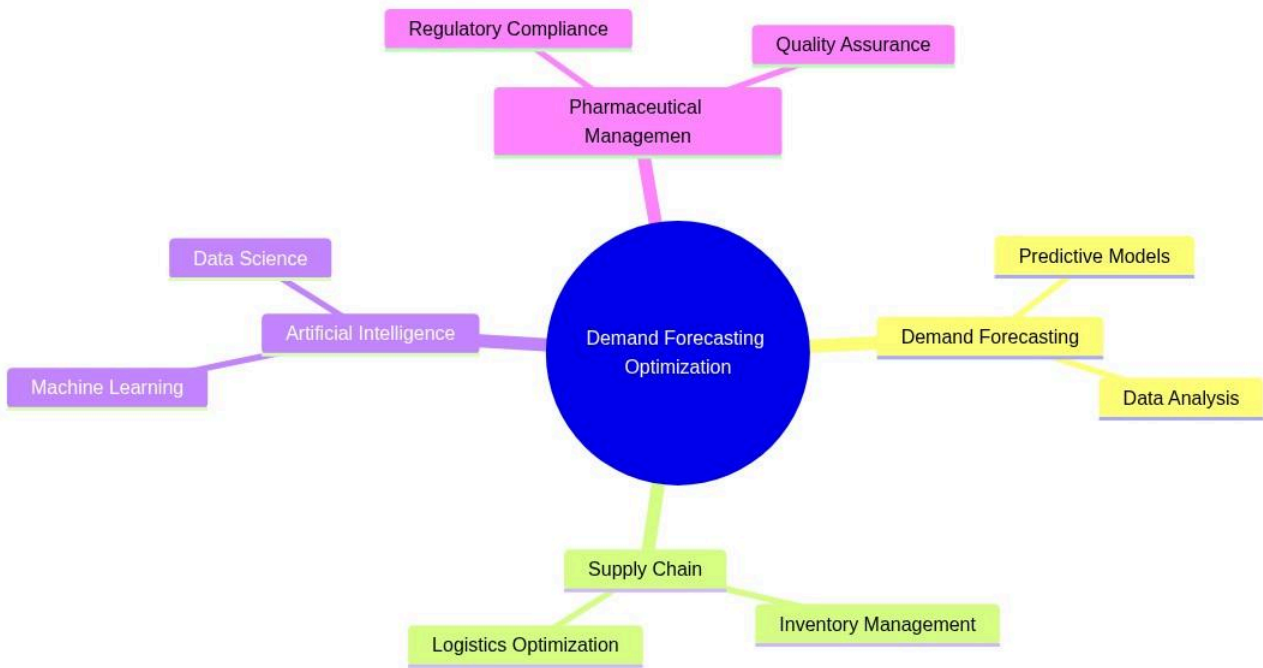 Regulatory Compliance
Quality Assurance
Pharmaceutical
Managemen
Data Science
Artificial Intelligence
Machine Learning
Demand Forecasting
Optimization
Predictive Models
Demand Forecasting
Data Analysis
Supply Chain
Logistics Optimization
Inventory Management